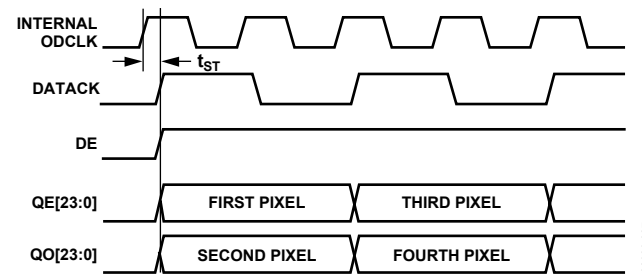 INTERNAL
ODCLK
tST
DATACK
DE
QE[23:0] FIRST PIXEL THIRD PIXEL
QO[23:0] SECOND PIXEL FOURTH PIXEL